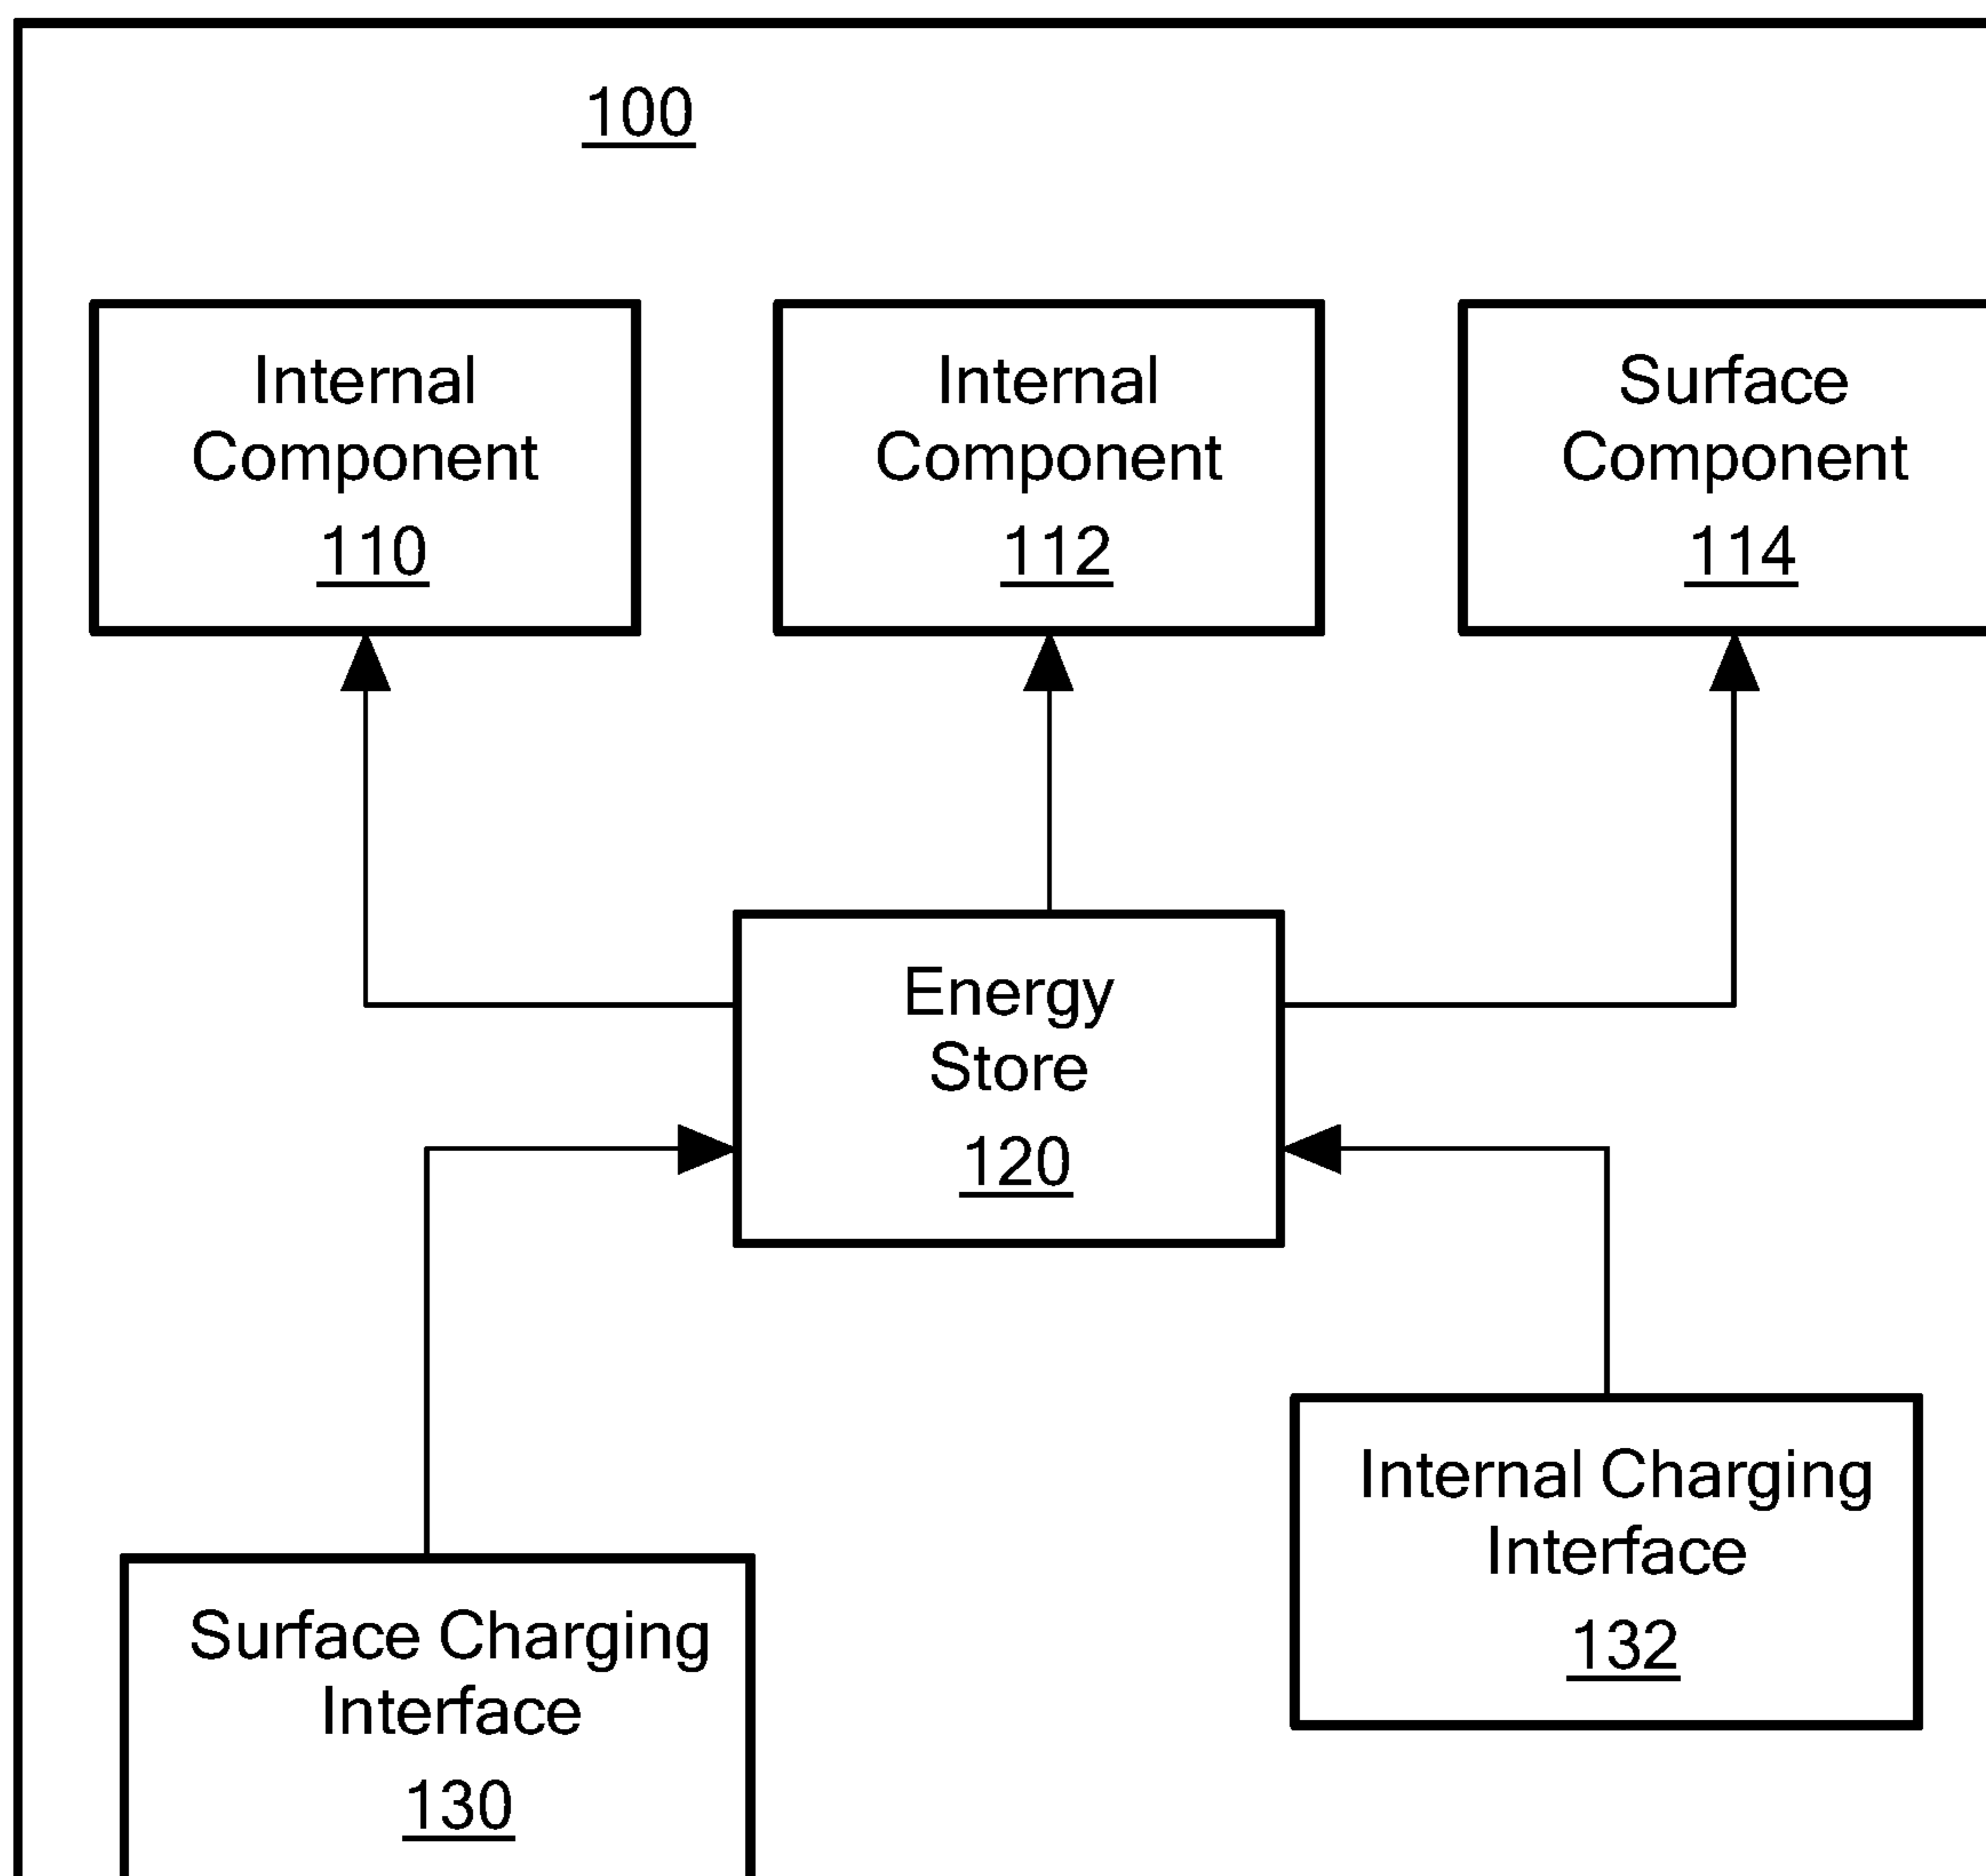 100
Internal
Component
110
Internal
Component
112
Surface
Component
114
Energy
Store
120
Internal Charging
Interface
132
Surface Charging
Interface
130